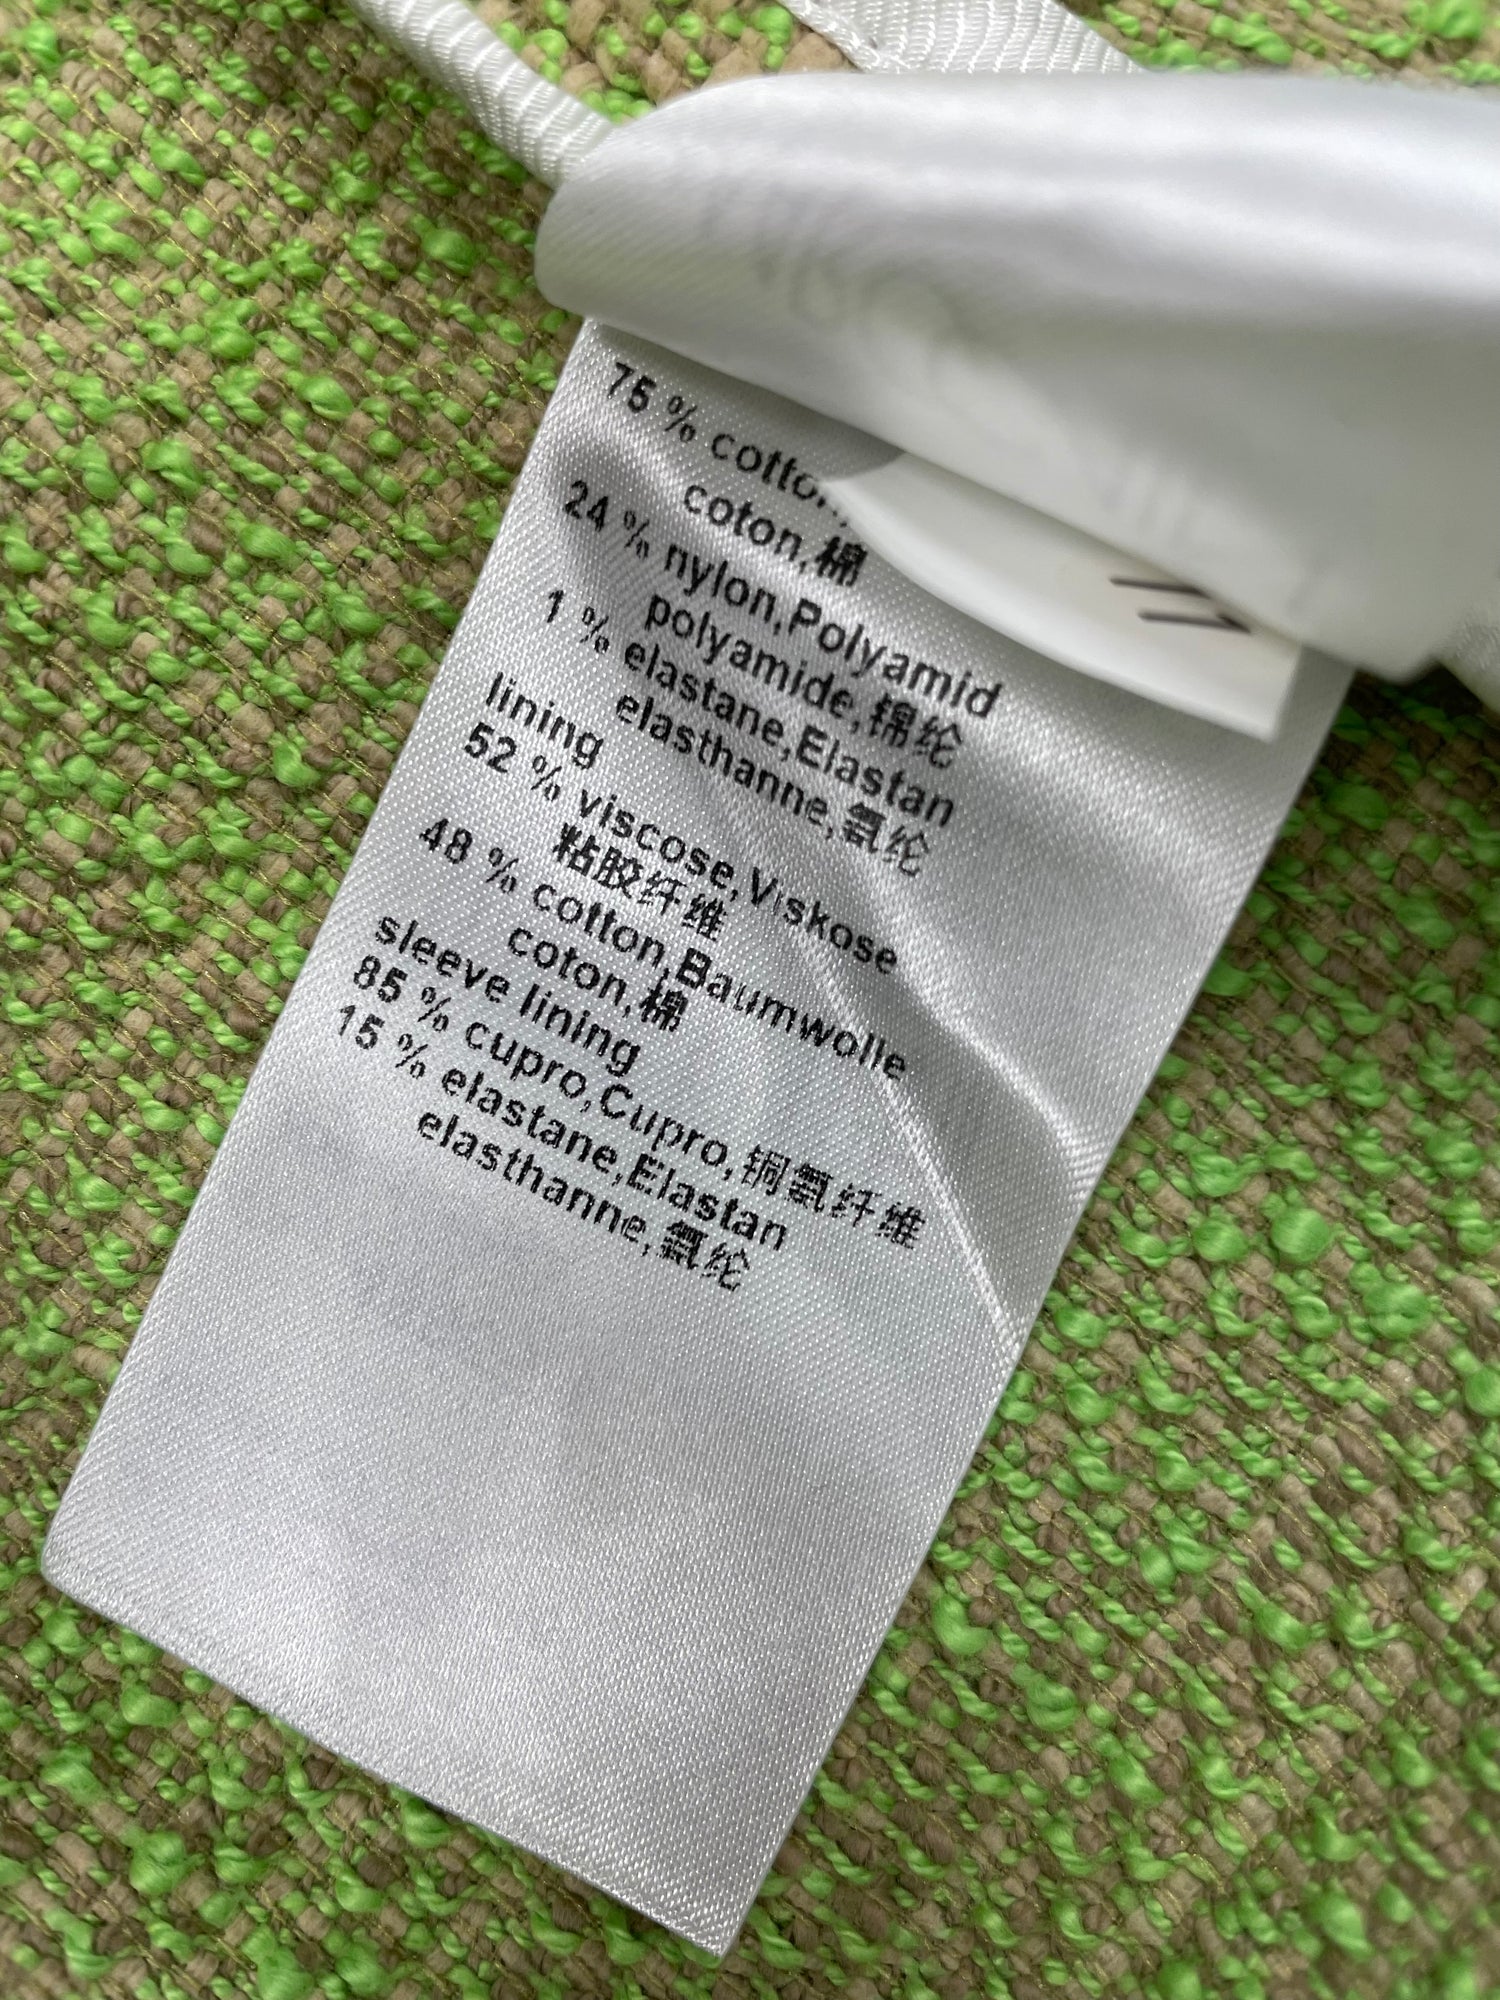 75 % cotton,
coton,棉
24 % nylon,Polyamid
polyamide,锦纶
1 % elastane,Elastan
elasthanne,氨纶
lining
52 % viscose,Viskose
粘胶纤维
48 % cotton,Baumwolle
coton,棉
sleeve lining
85 % cupro,Cupro,铜氨纤维
15 % elastane,Elastan
elasthanne,氨纶